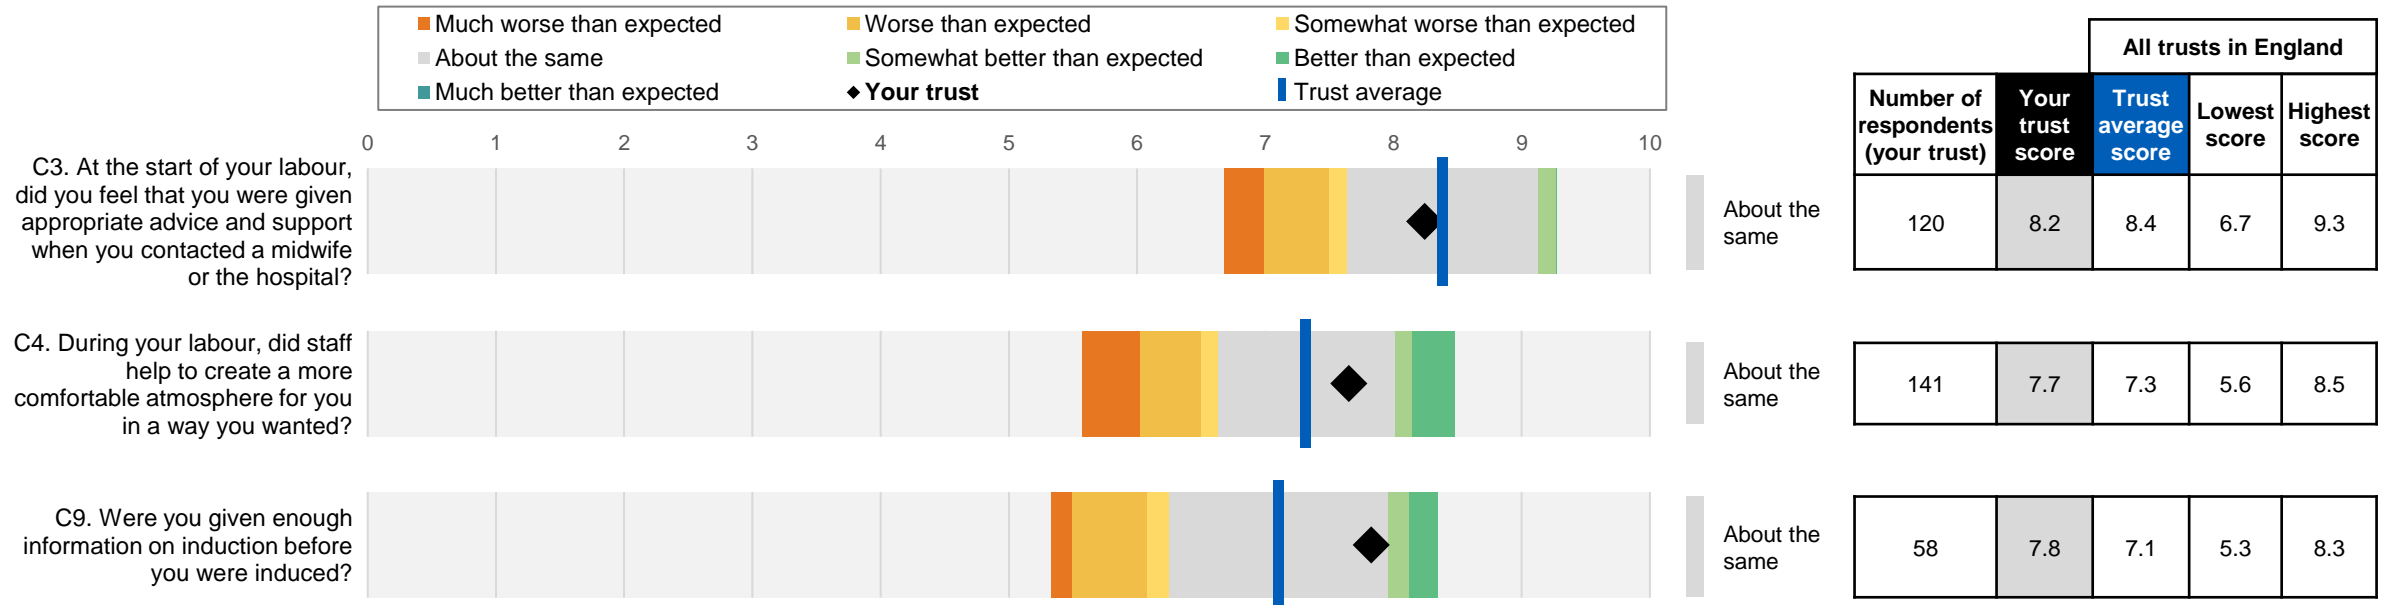 Much worse than expected
Worse than expected
Somewhat worse than expected
About the same
Somewhat better than expected
Better than expected
Much better than expected
Your trust
Trust average
All trusts in England
Number of
respondents
(your trust)
Your
trust
score
Trust
average
score
Lowest
score
Highest
score
0 1 2 3 4 5 6 7 8 9 10
C3. At the start of your labour,
did you feel that you were given
appropriate advice and support
when you contacted a midwife
or the hospital?
About the
same
120 8.2 8.4 6.7 9.3
C4. During your labour, did staff
help to create a more
comfortable atmosphere for you
in a way you wanted?
About the
same
141 7.7 7.3 5.6 8.5
C9. Were you given enough
information on induction before
you were induced?
About the
same
58 7.8 7.1 5.3 8.3